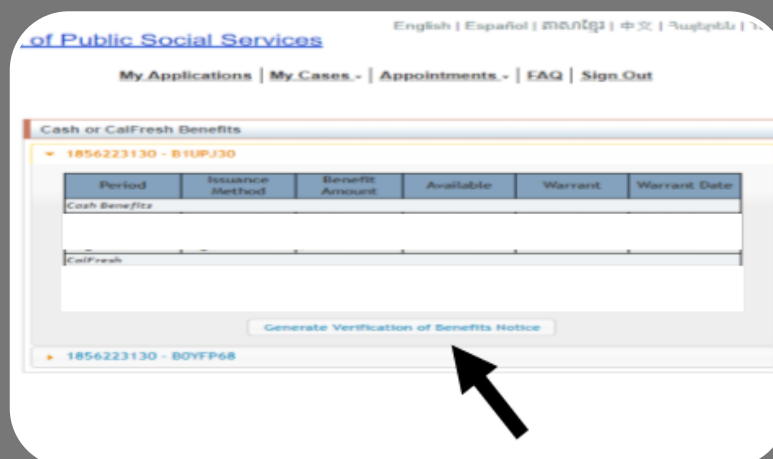 English | Español | ភាសាខ្មែរ | 中文 | Հայերեն |
of Public Social Services
My Applications | My Cases | Appointments | FAQ | Sign Out
Cash or CalFresh Benefits
1856223130 - B1UPJ30
Period Issuance Method Benefit Amount Available Warrant Warrant Date
Cash Benefits
CalFresh
Generate Verification of Benefits Notice
1856223130 - B0YFP68